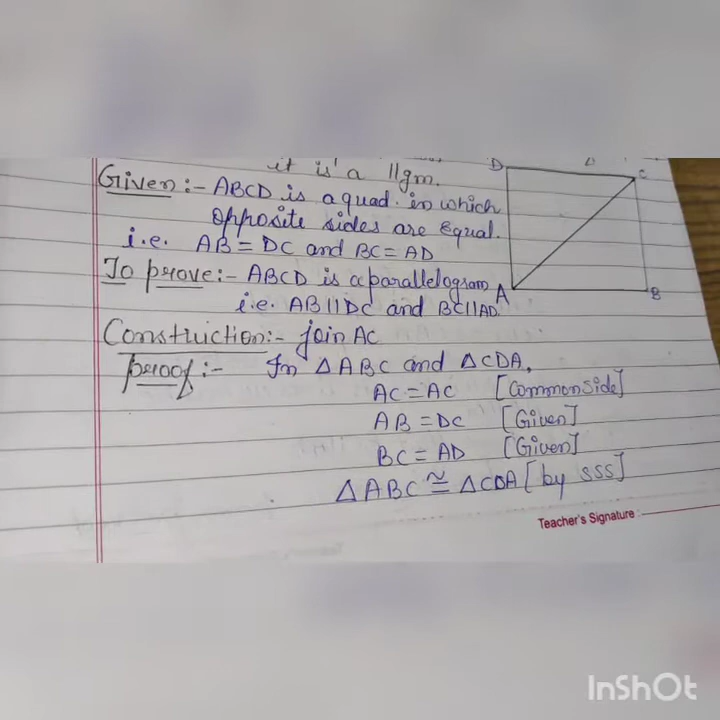 it is a ||gm.
Given :- ABCD is a quad. in which
opposite sides are equal.
i.e. AB = DC and BC = AD
To prove :- ABCD is a parallelogram
i.e. AB || DC and BC || AD.
Construction :- join AC
proof :- In △ABC and △CDA,
AC = AC [Common side]
AB = DC [Given]
BC = AD [Given]
△ABC ≅ △CDA [by SSS]
D
C
A
B
Teacher's Signature :
InShOt